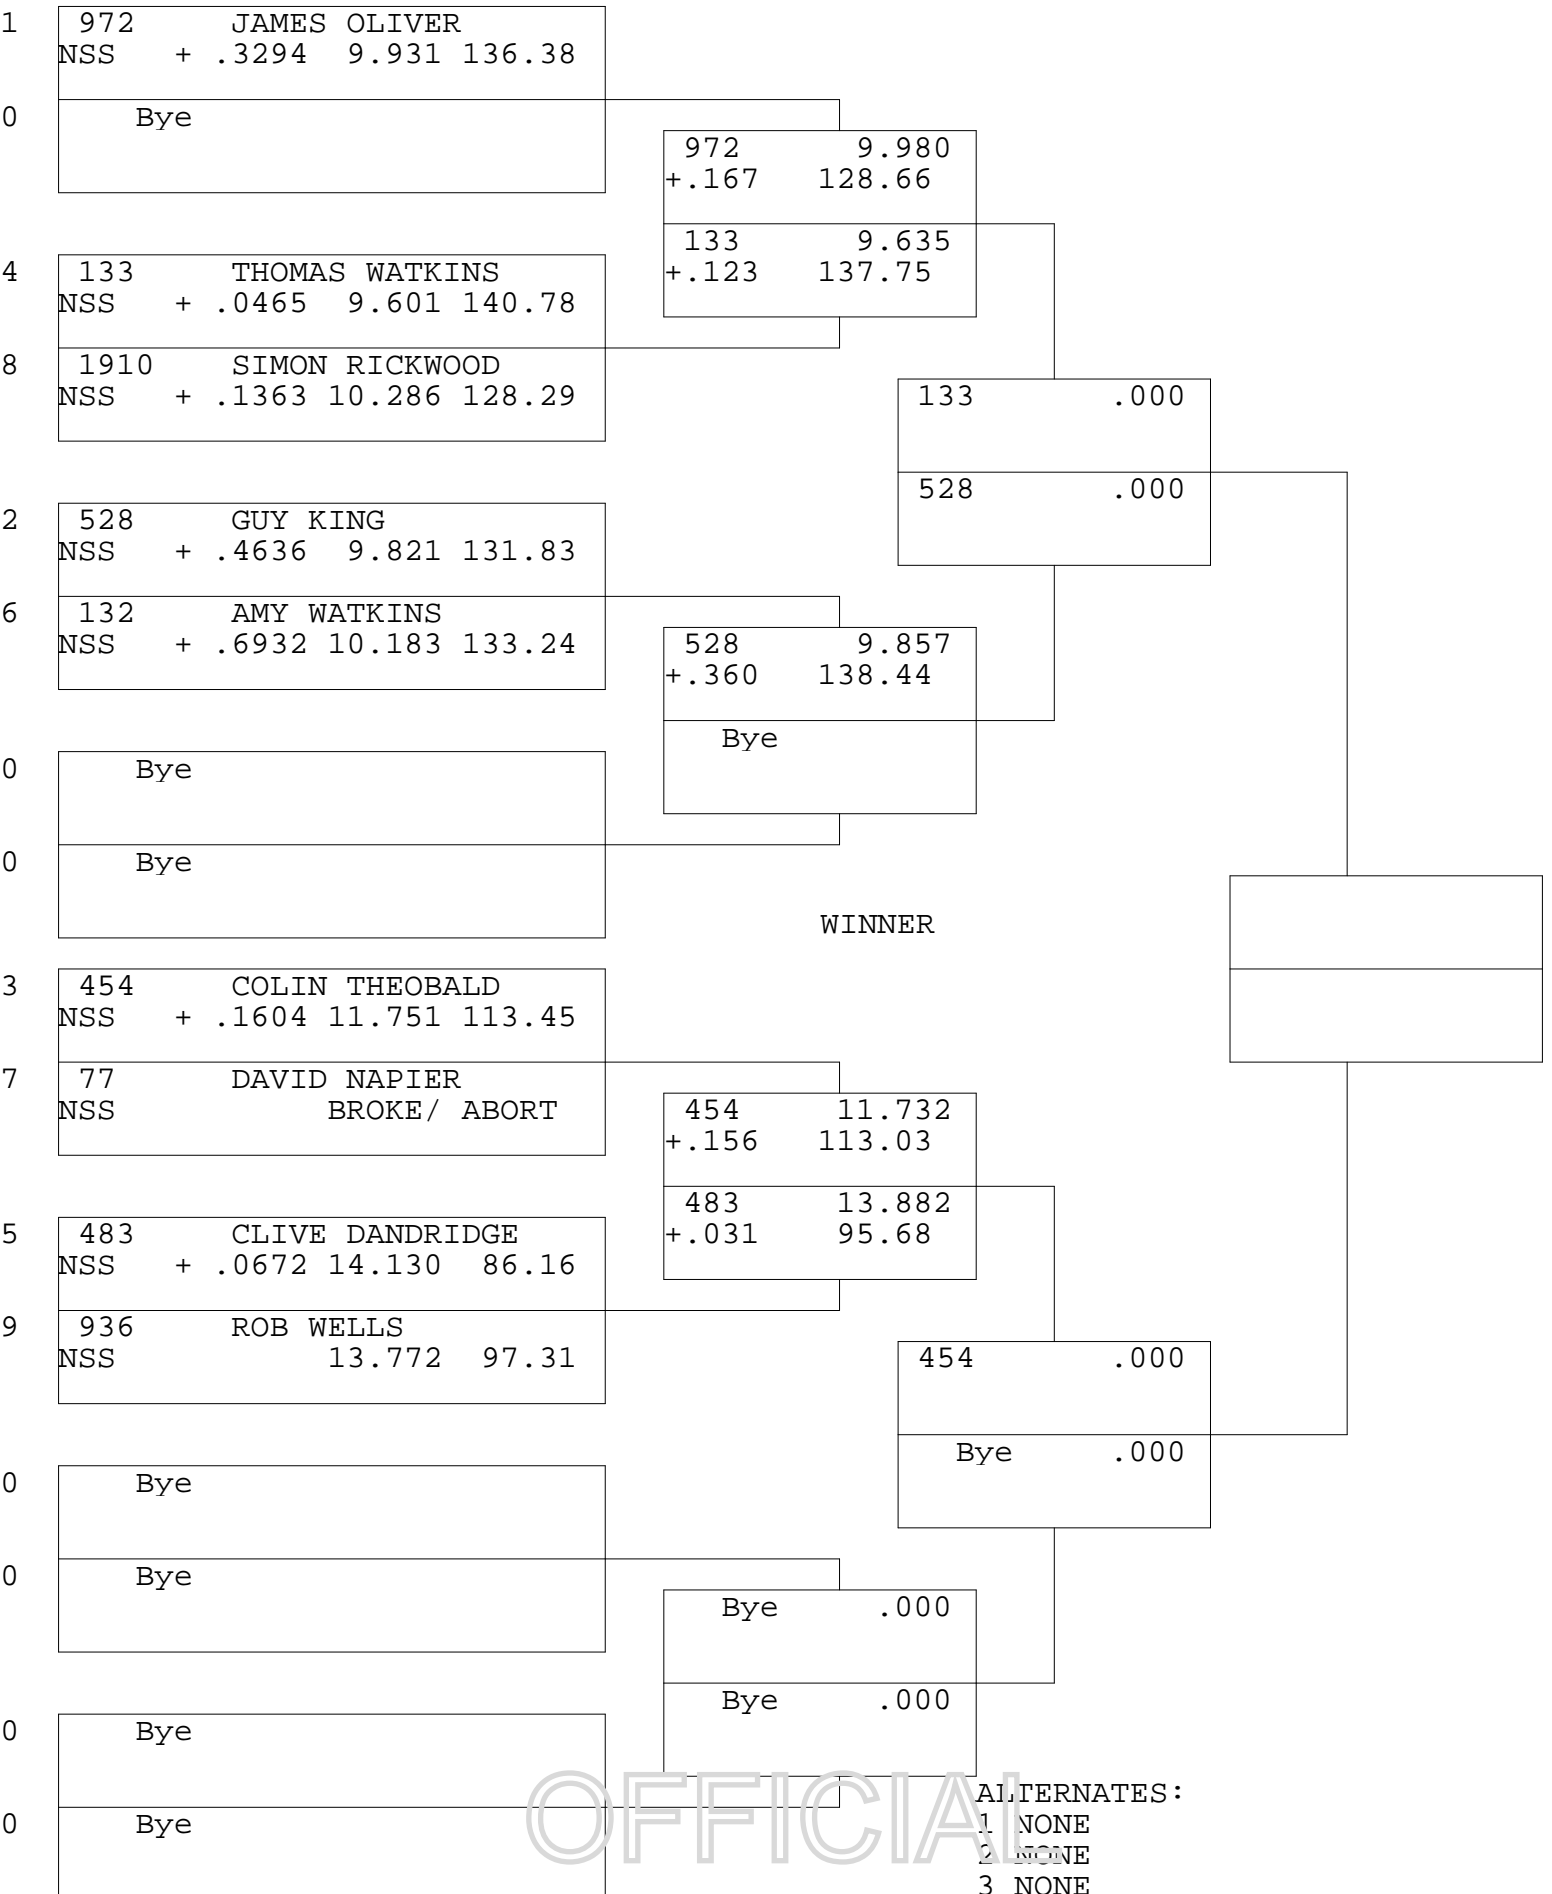 1 972 JAMES OLIVER
NSS + .3294 9.931 136.38
0 Bye
972 9.980
+.167 128.66
133 9.635
+.123 137.75
4 133 THOMAS WATKINS
NSS + .0465 9.601 140.78
8 1910 SIMON RICKWOOD
NSS + .1363 10.286 128.29
133 .000
528 .000
2 528 GUY KING
NSS + .4636 9.821 131.83
6 132 AMY WATKINS
NSS + .6932 10.183 133.24
528 9.857
+.360 138.44
Bye
0 Bye
0 Bye
WINNER
3 454 COLIN THEOBALD
NSS + .1604 11.751 113.45
7 77 DAVID NAPIER
NSS BROKE/ ABORT
454 11.732
+.156 113.03
483 13.882
+.031 95.68
5 483 CLIVE DANDRIDGE
NSS + .0672 14.130 86.16
9 936 ROB WELLS
NSS 13.772 97.31
454 .000
Bye .000
0 Bye
0 Bye
Bye .000
Bye .000
0 Bye
0 Bye
OFFICIAL
ALTERNATES:
1 NONE
2 NONE
3 NONE